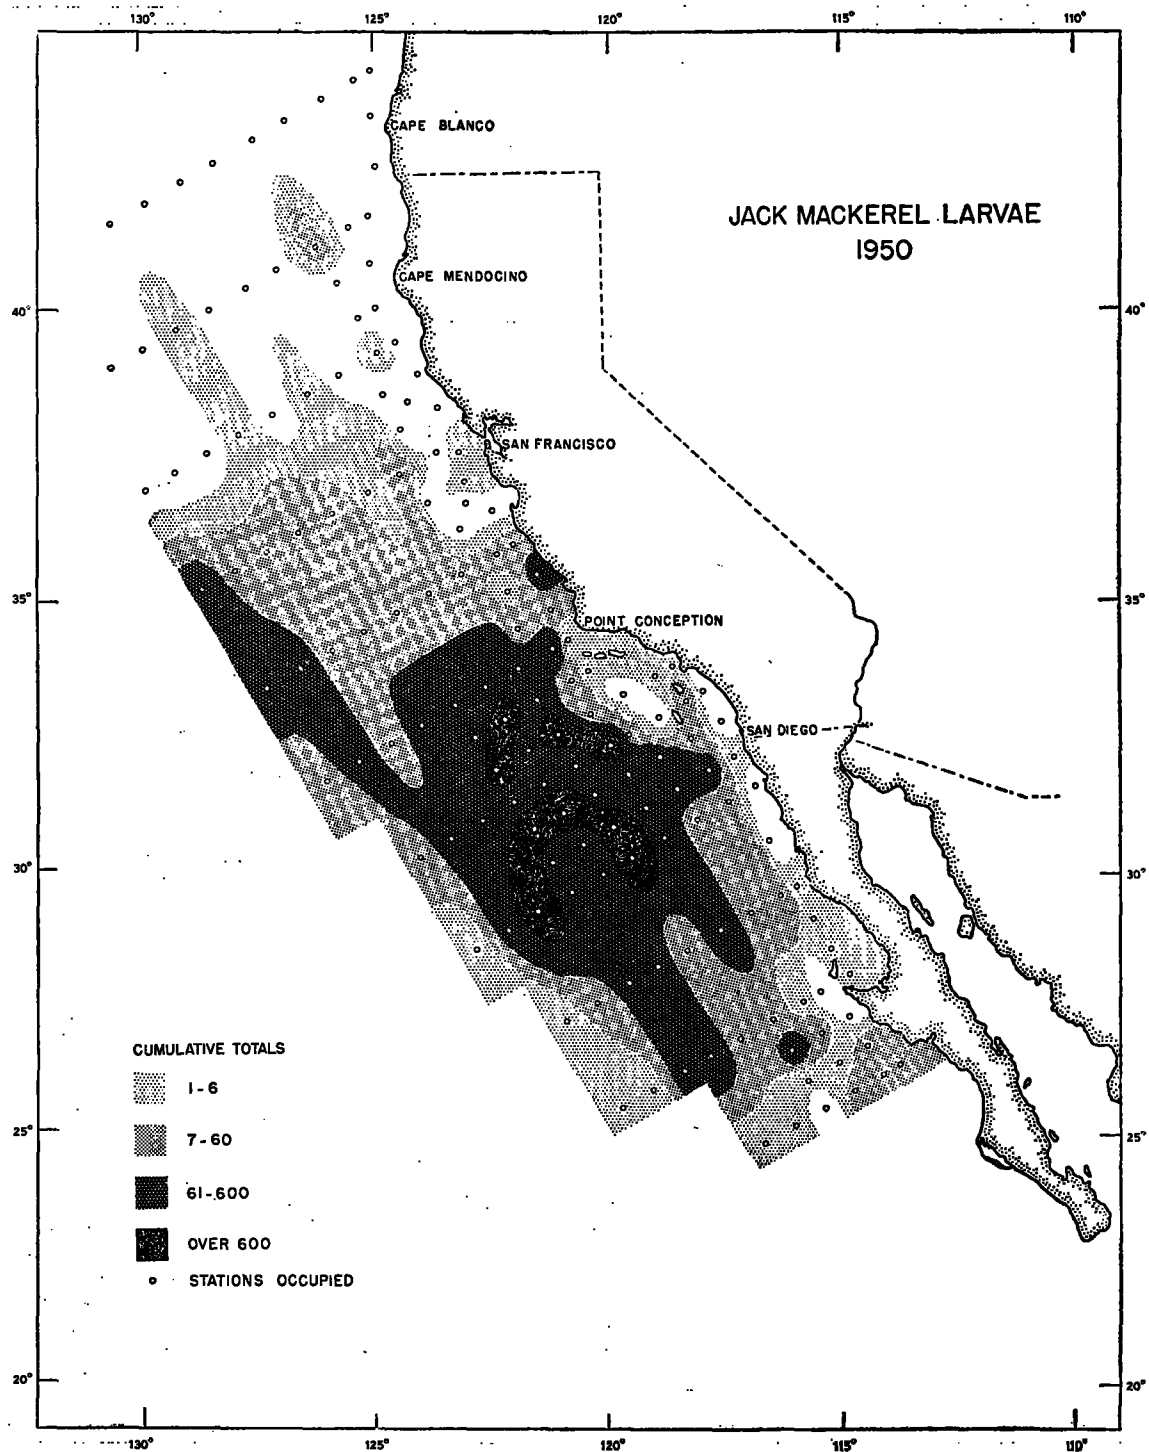 130° 125° 120° 115° 110°
CAPE BLANCO
JACK MACKEREL LARVAE
1950
CAPE MENDOCINO
40° 40°
SAN FRANCISCO
35° 35°
POINT CONCEPTION
SAN DIEGO
30° 30°
CUMULATIVE TOTALS
1-6
7-60
25° 25°
61-600
OVER 600
STATIONS OCCUPIED
20° 20°
130° 125° 120° 115° 110°